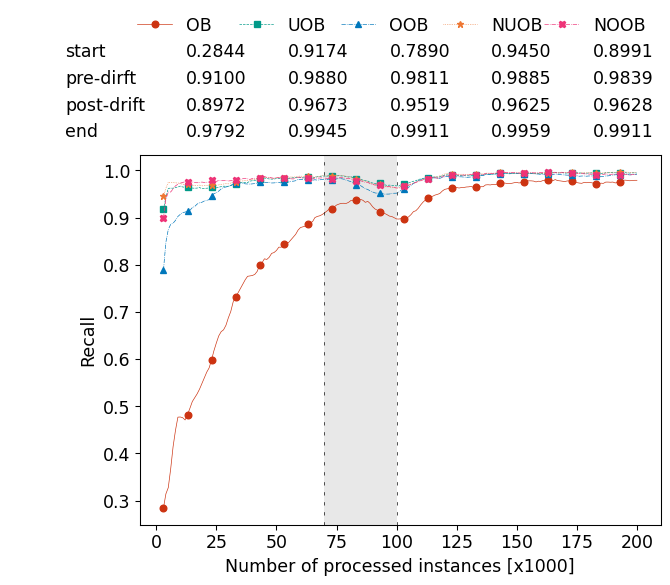 OB UOB OOB NUOB NOOB
start 0.2844 0.9174 0.7890 0.9450 0.8991
pre-dirft 0.9100 0.9880 0.9811 0.9885 0.9839
post-drift 0.8972 0.9673 0.9519 0.9625 0.9628
end 0.9792 0.9945 0.9911 0.9959 0.9911
1.0
0.9
0.8
0.7
0.6
0.5
0.4
0.3
Recall
0 25 50 75 100 125 150 175 200
Number of processed instances [x1000]